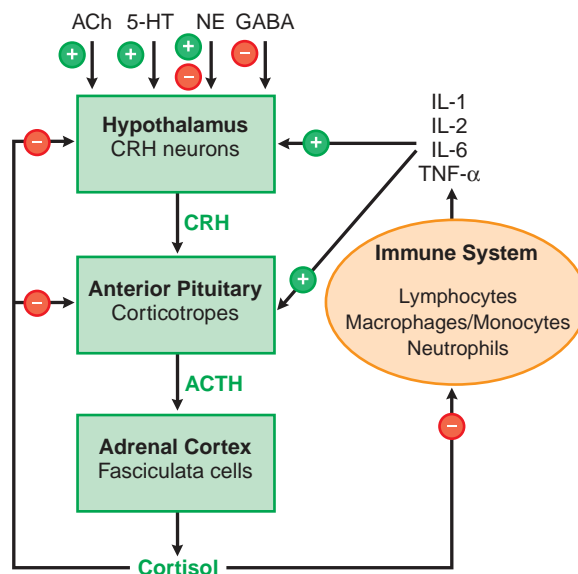 ACh 5-HT NE GABA
+ + + − −
Hypothalamus
CRH neurons
− +
IL-1
IL-2
IL-6
TNF-α
CRH
Immune System
Lymphocytes
Macrophages/Monocytes
Neutrophils
Anterior Pituitary
Corticotropes
− +
ACTH
Adrenal Cortex
Fasciculata cells
−
Cortisol